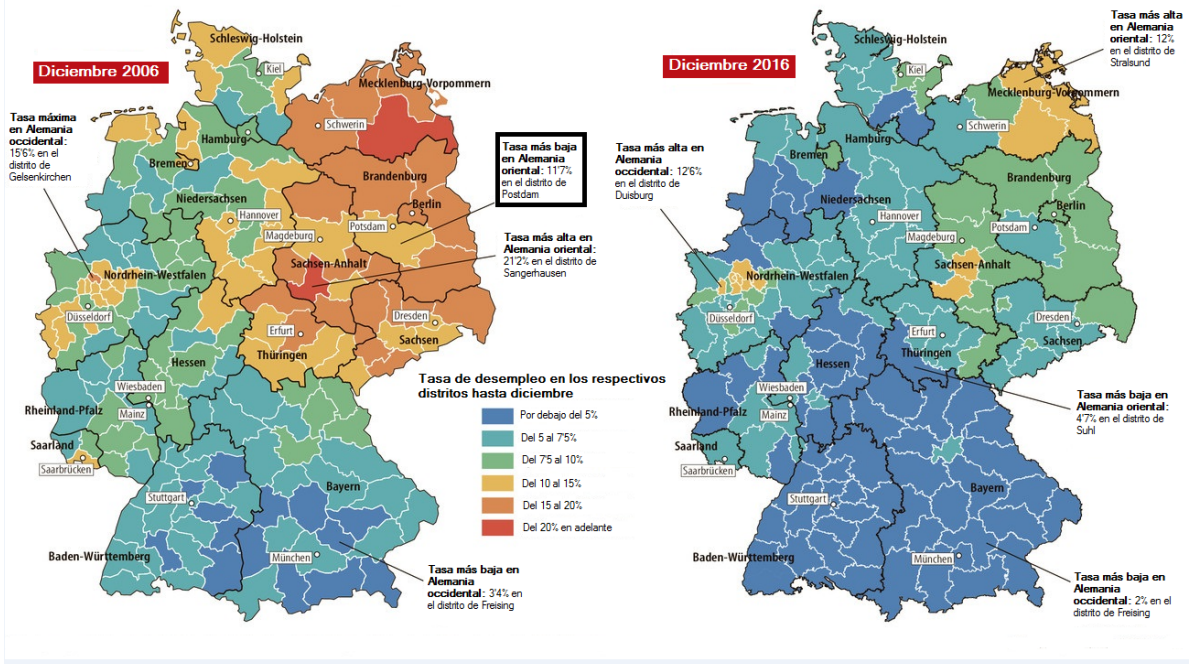 Diciembre 2006
Schleswig-Holstein
Kiel
Mecklenburg-Vorpommern
Schwerin
Hamburg
Bremen
Niedersachsen
Hannover
Brandenburg
Berlin
Potsdam
Magdeburg
Sachsen-Anhalt
Nordrhein-Westfalen
Düsseldorf
Erfurt
Thüringen
Dresden
Sachsen
Hessen
Wiesbaden
Mainz
Rheinland-Pfalz
Saarland
Saarbrücken
Bayern
Stuttgart
Baden-Württemberg
München
Tasa máxima
en Alemania
occidental:
15'6% en el
distrito de
Gelsenkirchen
Tasa más baja
en Alemania
oriental: 11'7%
en el distrito de
Postdam
Tasa más alta en
Alemania oriental:
21'2% en el distrito de
Sangerhausen
Tasa más baja en
Alemania
occidental: 3'4% en
el distrito de Freising
Tasa de desempleo en los respectivos
distritos hasta diciembre
Por debajo del 5%
Del 5 al 7'5%
Del 7'5 al 10%
Del 10 al 15%
Del 15 al 20%
Del 20% en adelante
Diciembre 2016
Schleswig-Holstein
Kiel
Mecklenburg-Vorpommern
Schwerin
Hamburg
Bremen
Niedersachsen
Hannover
Brandenburg
Berlin
Potsdam
Magdeburg
Sachsen-Anhalt
Nordrhein-Westfalen
Düsseldorf
Erfurt
Thüringen
Dresden
Sachsen
Hessen
Wiesbaden
Mainz
Rheinland-Pfalz
Saarland
Saarbrücken
Bayern
Stuttgart
Baden-Württemberg
München
Tasa más alta
en Alemania
oriental: 12%
en el distrito de
Stralsund
Tasa más alta en
Alemania
occidental: 12'6%
en el distrito de
Duisburg
Tasa más baja en
Alemania oriental:
4'7% en el distrito de
Suhl
Tasa más baja en
Alemania
occidental: 2% en el
distrito de Freising